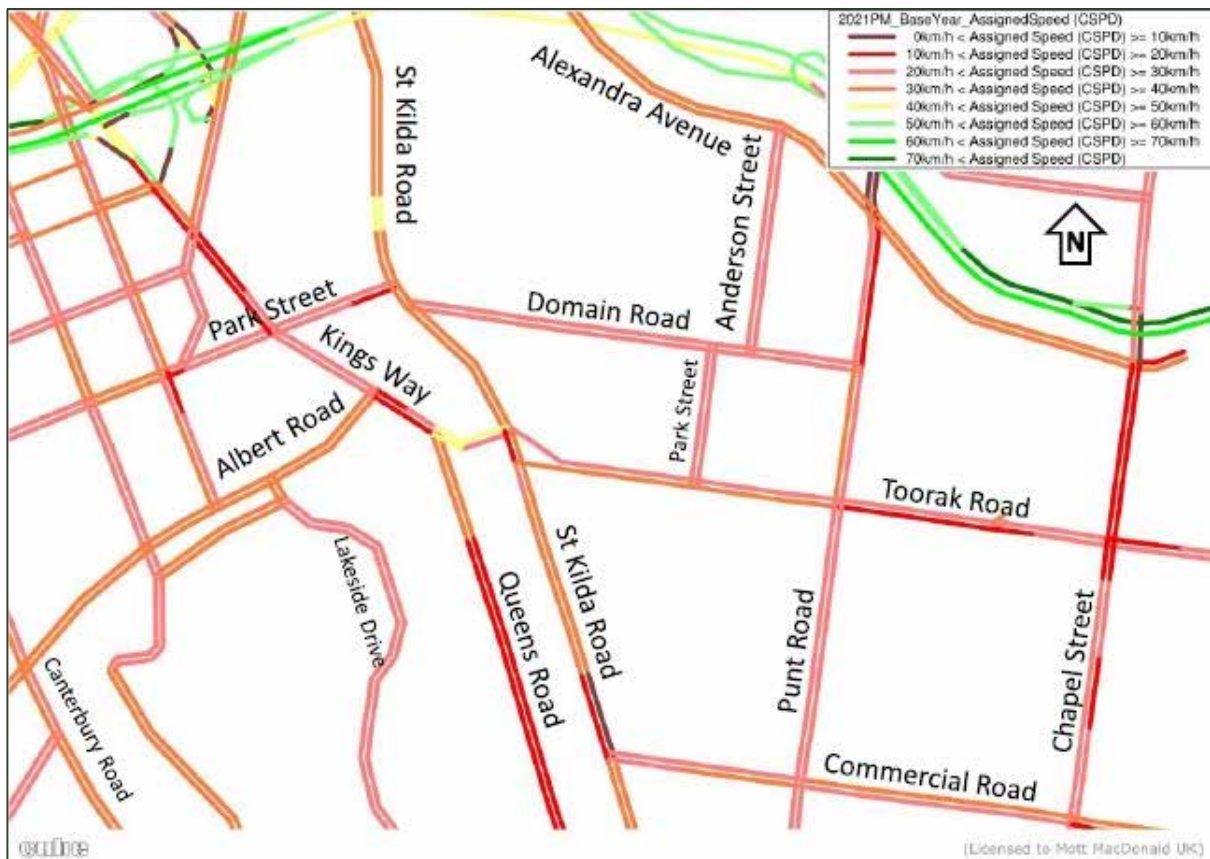 2021PM_BaseYear_AssignedSpeed (CSPD)
0km/h < Assigned Speed (CSPD) >= 10km/h
10km/h < Assigned Speed (CSPD) >= 20km/h
20km/h < Assigned Speed (CSPD) >= 30km/h
30km/h < Assigned Speed (CSPD) >= 40km/h
40km/h < Assigned Speed (CSPD) >= 50km/h
50km/h < Assigned Speed (CSPD) >= 60km/h
60km/h < Assigned Speed (CSPD) >= 70km/h
70km/h < Assigned Speed (CSPD)
St Kilda Road
Alexandra Avenue
Anderson Street
N
Park Street
Domain Road
Kings Way
Park Street
Albert Road
Toorak Road
Lakeside Drive
Queens Road
St Kilda Road
Punt Road
Chapel Street
Canterbury Road
Commercial Road
cube
(Licensed to Mott MacDonald UK)